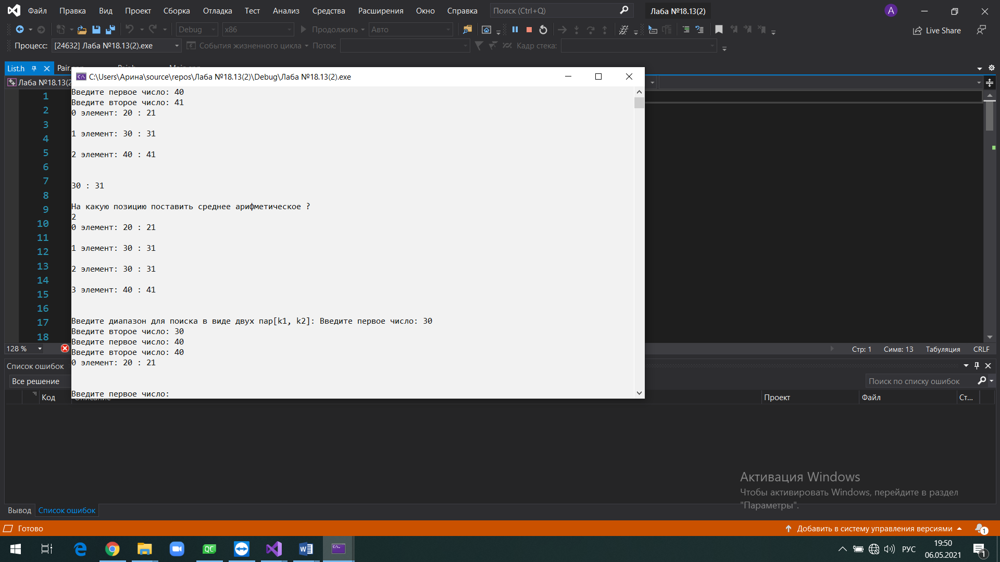 Файл Правка Вид Проект Сборка Отладка Тест Анализ Средства Расширения Окно Справка Поиск (Ctrl+Q) Лаба №18.13(2) A
Debug x86 Продолжить Авто Live Share
Процесс: [24632] Лаба №18.13(2).exe События жизненного цикла Поток: Кадр стека:
List.h Pair.
C:\Users\Арина\source\repos\Лаба №18.13(2)\Debug\Лаба №18.13(2).exe
Лаба №18.13(2
1
2
3
4
5
6
7
8
9
10
11
12
13
14
15
16
17
18
Введите первое число: 40
Введите второе число: 41
0 элемент: 20 : 21
1 элемент: 30 : 31
2 элемент: 40 : 41
30 : 31
На какую позицию поставить среднее арифметическое ?
2
0 элемент: 20 : 21
1 элемент: 30 : 31
2 элемент: 30 : 31
3 элемент: 40 : 41
Введите диапазон для поиска в виде двух пар[k1, k2]: Введите первое число: 30
Введите второе число: 30
Введите первое число: 40
Введите второе число: 40
0 элемент: 20 : 21
Введите первое число:
128 % Стр: 1 Симв: 13 Табуляция CRLF
Список ошибок
Все решение Поиск по списку ошибок
Код Описание Проект Файл Ст...
Активация Windows
Чтобы активировать Windows, перейдите в раздел
"Параметры".
Вывод Список ошибок
Готово Добавить в систему управления версиями 1
QC РУС 19:50
06.05.2021 1